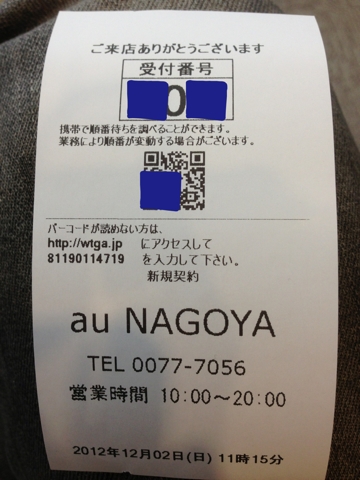 ご来店ありがとうございます
受付番号
0
携帯で順番待ちを調べることができます。
業務により順番が変動する場合がございます。
バーコードが読めない方は、
http://wtga.jp にアクセスして
81190114719 を入力して下さい。
新規契約
au NAGOYA
TEL 0077-7056
営業時間 10:00～20:00
2012年12月02日(日) 11時15分